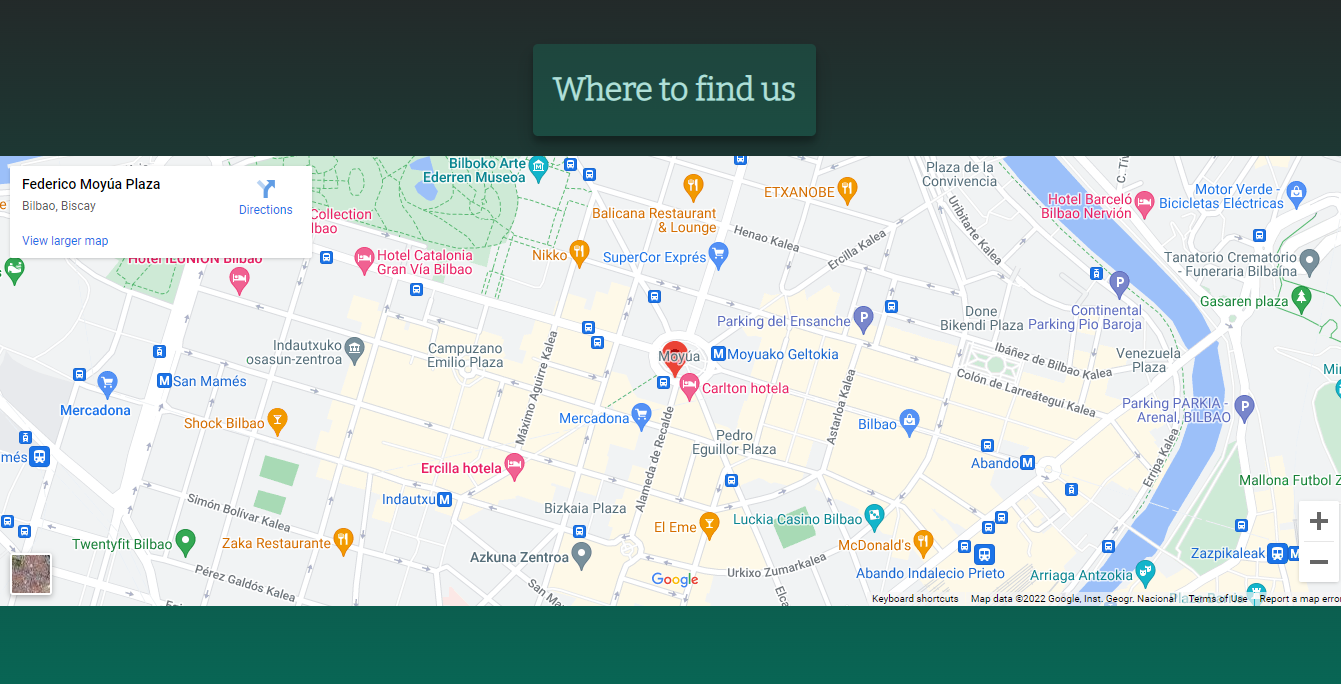 Where to find us
Federico Moyúa Plaza
Bilbao, Biscay
Directions
View larger map
Collection
lbao
Hotel ILUNION Bilbao
Bilboko Arte
Ederren Museoa
Balicana Restaurant
& Lounge
ETXANOBE
Plaza de la
Convivencia
C. Tiv
Hotel Barceló
Bilbao Nervión
Motor Verde -
Bicicletas Eléctricas
Uribitarte Kalea
Henao Kalea
Ercilla Kalea
Hotel Catalonia
Gran Vía Bilbao
Nikko
SuperCor Exprés
Tanatorio Crematorio
- Funeraria Bilbaína
P
Gasaren plaza
Continental
Parking Pio Baroja
Done
Bikendi Plaza
Parking del Ensanche
P
Indautxuko
osasun-zentroa
Campuzano
Emilio Plaza
Máximo Aguirre Kalea
Moyúa
M Moyuako Geltokia
Ibáñez de Bilbao Kalea
Venezuela
Plaza
Colón de Larreátegui Kalea
M San Mamés
Mercadona
Carlton hotela
Astarloa Kalea
Parking PARKIA -
Arenal, BILBAO
P
Shock Bilbao
Mercadona
Alameda de Recalde
Pedro
Eguillor Plaza
Bilbao
Erripa Kalea
més
Ercilla hotela
Abando M
Mallona Futbol Z
Indautxu M
Simón Bolívar Kalea
Bizkaia Plaza
El Eme
Luckia Casino Bilbao
McDonald's
Twentyfit Bilbao
Zaka Restaurante
Azkuna Zentroa
Urkixo Zumarkalea
Abando Indalecio Prieto
Zazpikaleak
M
Arriaga Antzokia
Pérez Galdós Kalea
San Ma
Elca
Google
Keyboard shortcuts
Map data ©2022 Google, Inst. Geogr. Nacional
Terms of Use
Report a map error